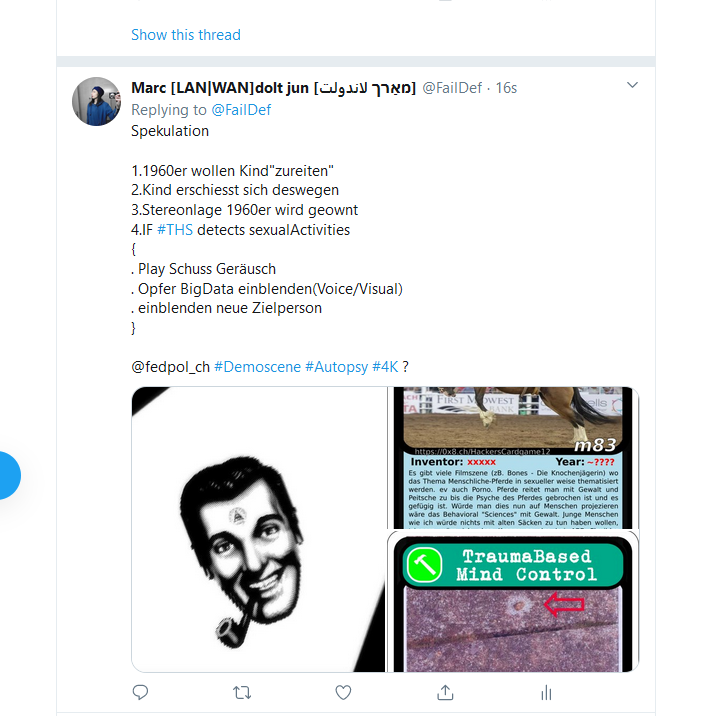 Show this thread
Marc [LAN|WAN]dolt jun [מאַרך לאנדולט] @FailDef · 16s
Replying to @FailDef
Spekulation
1.1960er wollen Kind"zureiten"
2.Kind erschiesst sich deswegen
3.Stereonlage 1960er wird geownt
4.IF #THS detects sexualActivities
{
. Play Schuss Geräusch
. Opfer BigData einblenden(Voice/Visual)
. einblenden neue Zielperson
}
@fedpol_ch #Demoscene #Autopsy #4K ?
FIRST MIDWEST
BANK
m83
https://0x8.ch/HackersCardgame12
Inventor: xxxxx Year: ~????
Es gibt viele Filmszene (zB. Bones - Die Knochenjägerin) wo
das Thema Menschliche-Pferde in sexueller weise thematisiert
werden. ev auch Porno. Pferde reitet man mit Gewalt und
Peitsche zu bis die Psyche des Pferdes gebrochen ist und es
gefügig ist. Würde man dies nun auf Menschen projezieren
wäre das Behavioral "Sciences" mit Gewalt. Junge Menschen
wie ich würde nichts mit alten Säcken zu tun haben wollen,
TraumaBased
Mind Control